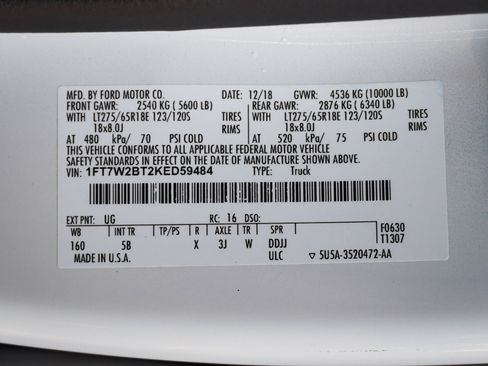 MFD. BY FORD MOTOR CO. 12/18 GVWR: 4536 KG (10000 LB)
FRONT GAWR: 2540 KG ( 5600 LB) REAR GAWR: 2876 KG ( 6340 LB)
WITH LT275/65R18E 123/120S TIRES WITH LT275/65R18E 123/120S TIRES
18x8.0J RIMS 18x8.0J RIMS
AT 480 kPa/ 70 PSI COLD AT 520 kPa/ 75 PSI COLD
THIS VEHICLE CONFORMS TO ALL APPLICABLE FEDERAL MOTOR VEHICLE
SAFETY AND THEFT PREVENTION STANDARDS IN EFFECT ON THE DATE OF MANUFACTURE SHOWN ABOVE.
VIN: 1FT7W2BT2KED59484 TYPE: Truck
EXT PNT: UG RC: 16 DSO:
WB INT TR TP/PS R AXLE TR SPR F0630
160 5B X 3J W DDJJ T1307
MADE IN U.S.A. ULC ▽ 5U5A-3520472-AA